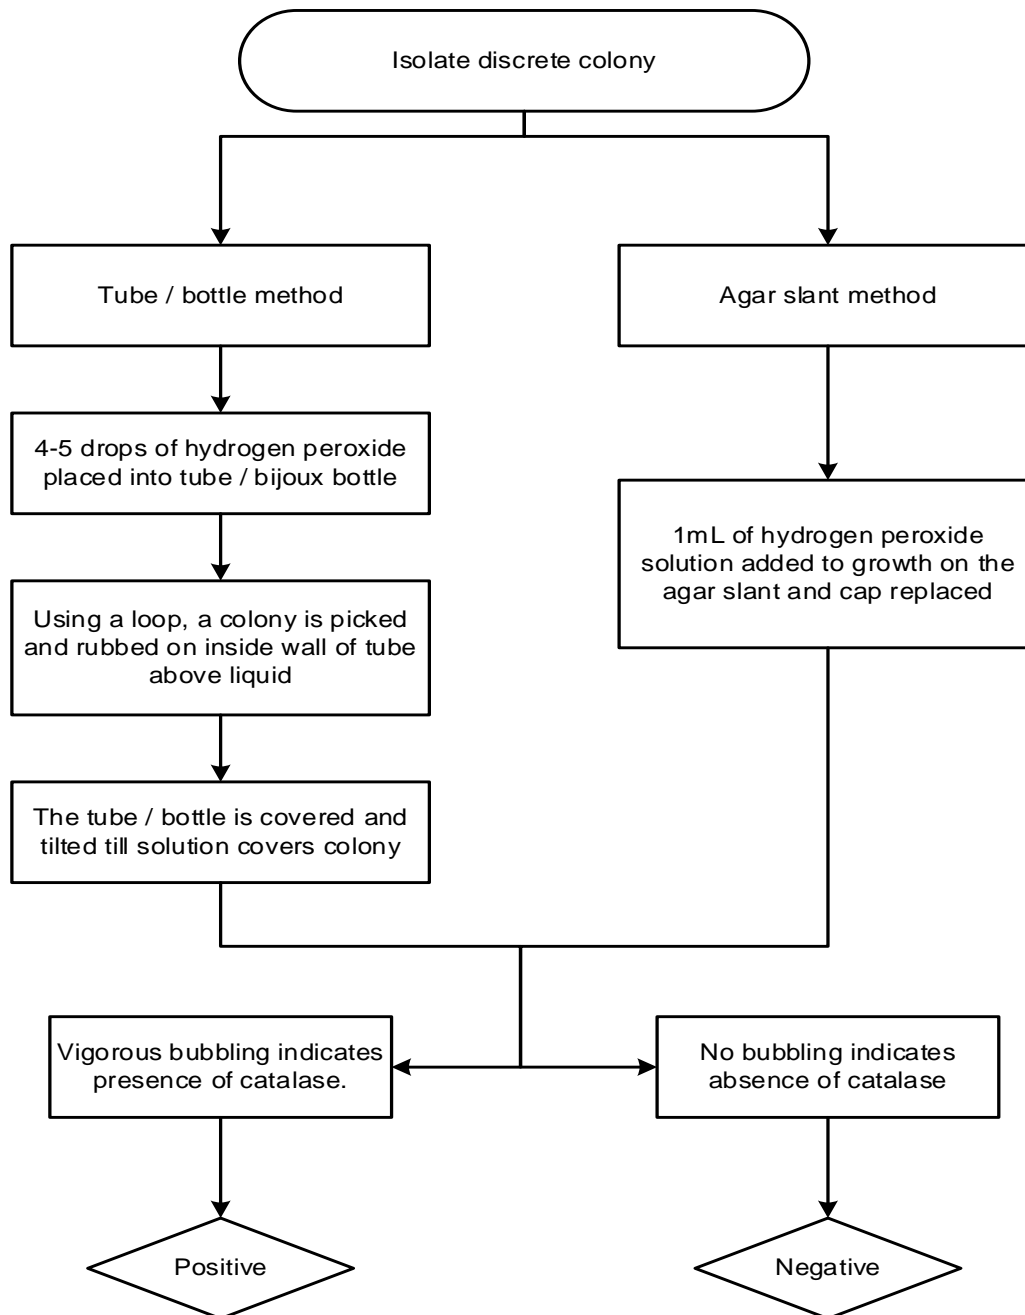 Isolate discrete colony
Tube / bottle method
Agar slant method
4-5 drops of hydrogen peroxide
placed into tube / bijoux bottle
1mL of hydrogen peroxide
solution added to growth on the
agar slant and cap replaced
Using a loop, a colony is picked
and rubbed on inside wall of tube
above liquid
The tube / bottle is covered and
tilted till solution covers colony
Vigorous bubbling indicates
presence of catalase.
No bubbling indicates
absence of catalase
Positive
Negative